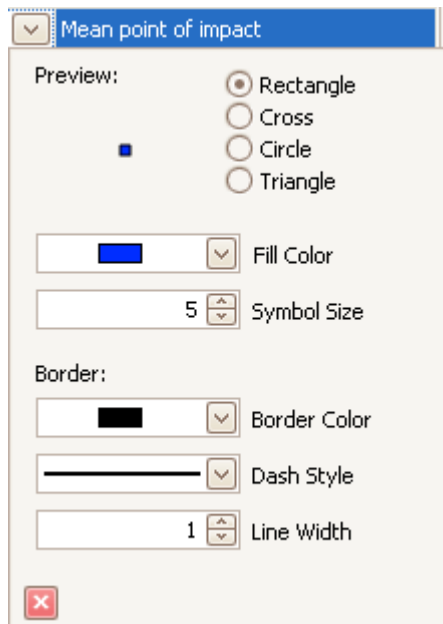 Mean point of impact
Preview:
Rectangle
Cross
Circle
Triangle
Fill Color
5 Symbol Size
Border:
Border Color
Dash Style
1 Line Width